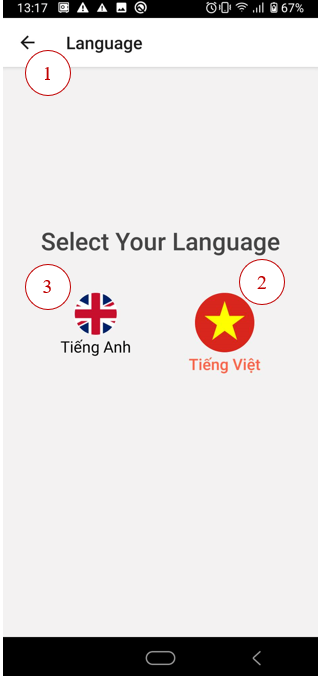 13:17 67%
Language
1
Select Your Language
3
2
Tiếng Anh
Tiếng Việt